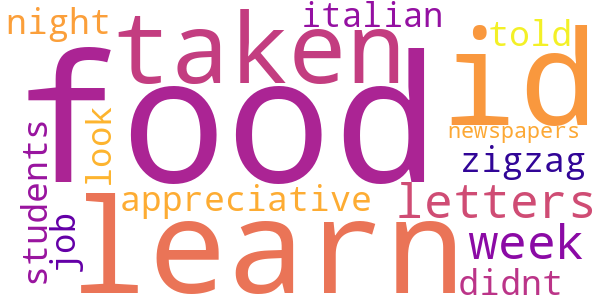 night
taken
italian
told
id
food
newspapers
zigzag
look
students
job
appreciative
letters
learn
week
didnt